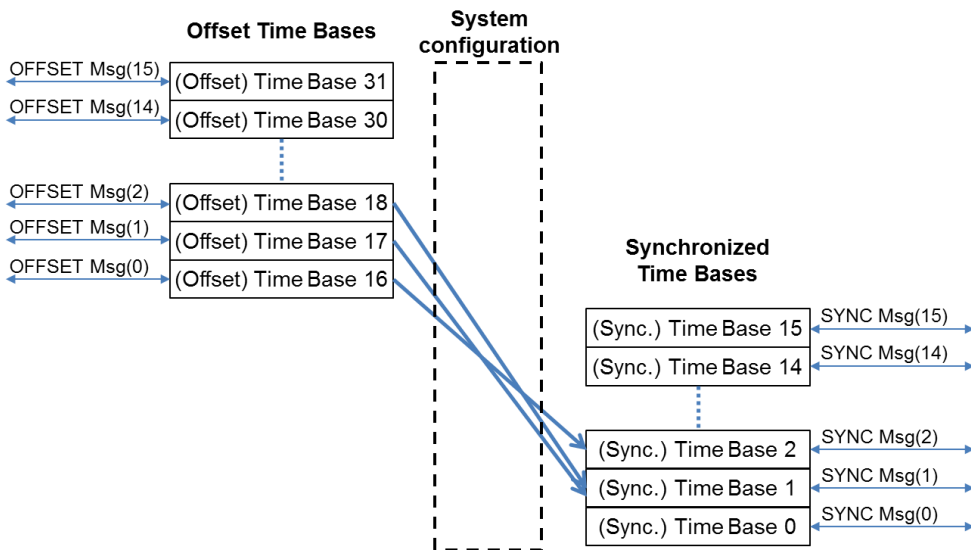 Offset Time Bases
System
configuration
OFFSET Msg(15)
(Offset) Time Base 31
OFFSET Msg(14)
(Offset) Time Base 30
OFFSET Msg(2)
(Offset) Time Base 18
OFFSET Msg(1)
(Offset) Time Base 17
OFFSET Msg(0)
(Offset) Time Base 16
Synchronized
Time Bases
(Sync.) Time Base 15
SYNC Msg(15)
(Sync.) Time Base 14
SYNC Msg(14)
(Sync.) Time Base 2
SYNC Msg(2)
(Sync.) Time Base 1
SYNC Msg(1)
(Sync.) Time Base 0
SYNC Msg(0)